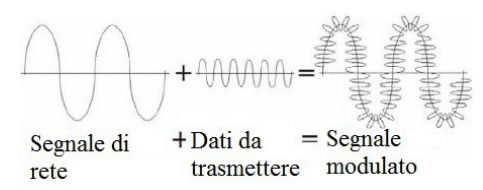 + =
Segnale di rete
+ Dati da trasmettere
= Segnale modulato